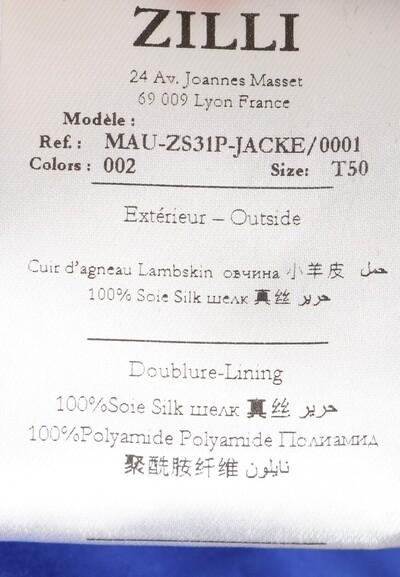 ZILLI
24 Av. Joannes Masset
69 009 Lyon France
Modèle :
Ref. : MAU-ZS31P-JACKE/0001
Colors : 002 Size: T50
Extérieur – Outside
Cuir d'agneau Lambskin овчина 小羊皮 حمل
100% Soie Silk шелк 真丝 حرير
Doublure-Lining
100%Soie Silk шелк 真丝 حرير
100%Polyamide Polyamide Полиамид
聚酰胺纤维 نايلون